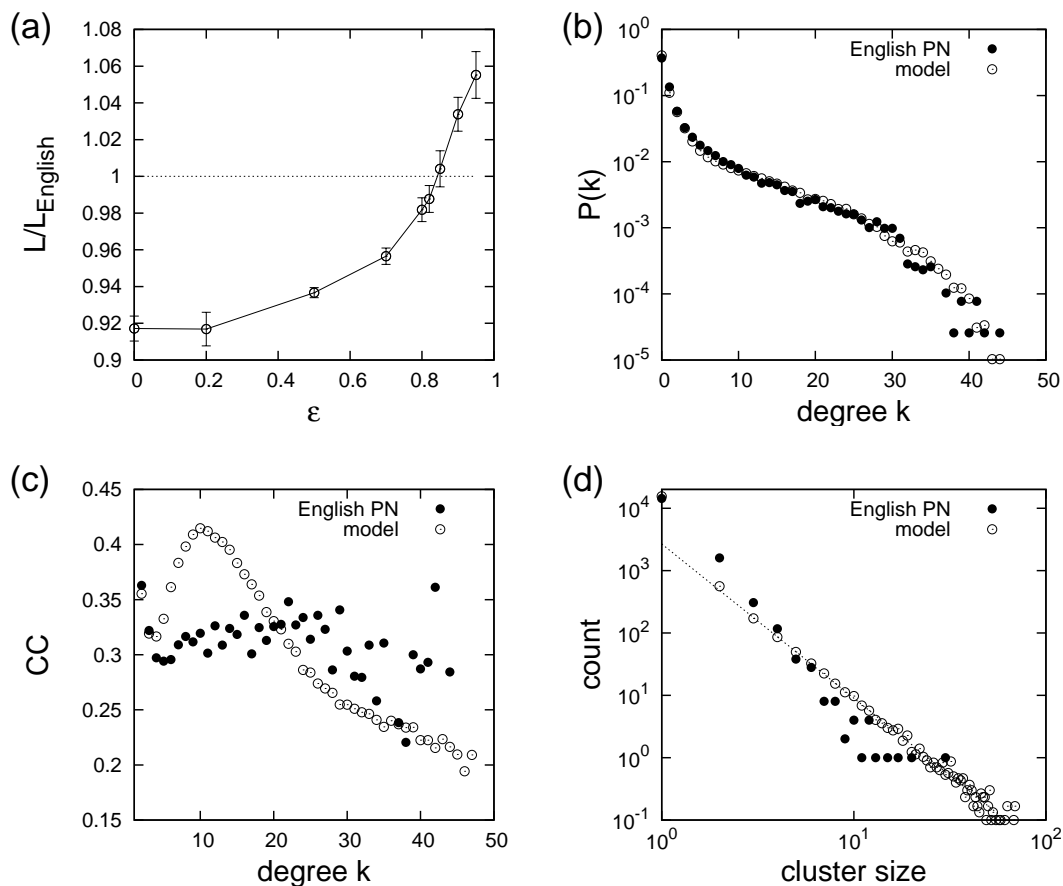 (a)
L/L_English
1.08
1.06
1.04
1.02
1
0.98
0.96
0.94
0.92
0.9
0 0.2 0.4 0.6 0.8 1
ε
(b)
English PN
model
P(k)
10^0
10^-1
10^-2
10^-3
10^-4
10^-5
0 10 20 30 40 50
degree k
(c)
English PN
model
CC
0.45
0.4
0.35
0.3
0.25
0.2
0.15
10 20 30 40 50
degree k
(d)
English PN
model
count
10^4
10^3
10^2
10^1
10^0
10^-1
10^0 10^1 10^2
cluster size